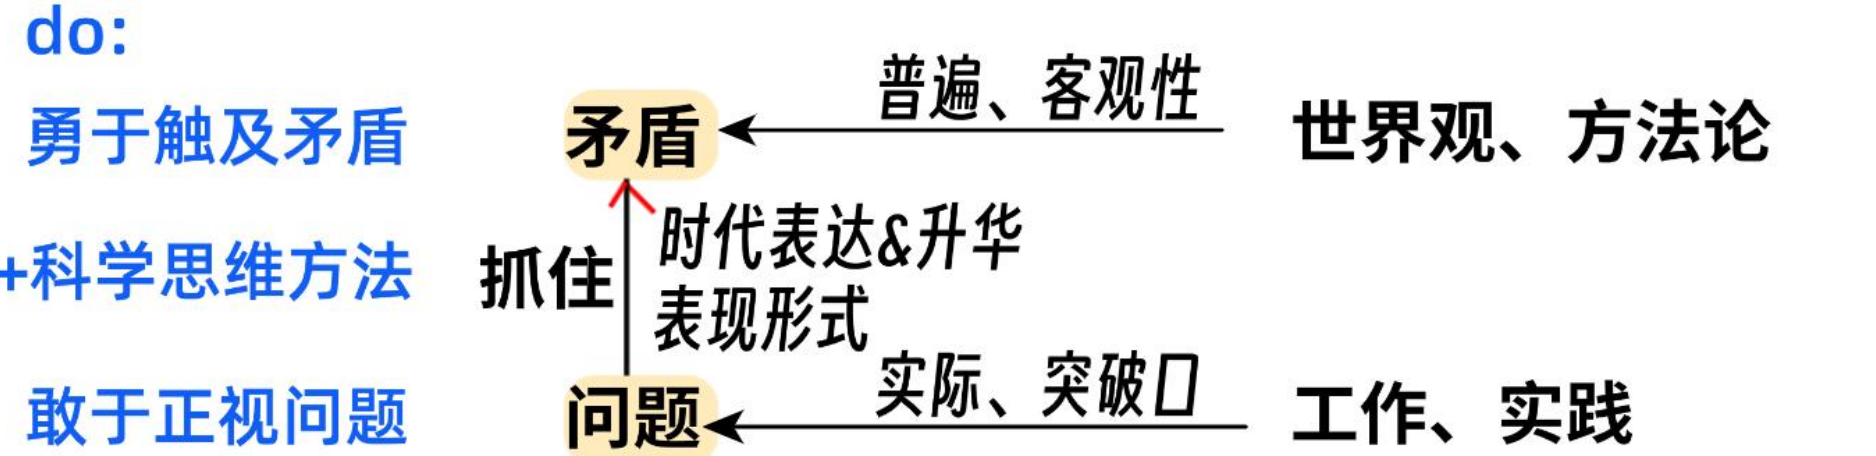 do:
普遍、客观性
勇于触及矛盾
矛盾
世界观、方法论
时代表达&升华
+科学思维方法
抓住
表现形式
实际、突破口
敢于正视问题
问题
工作、实践